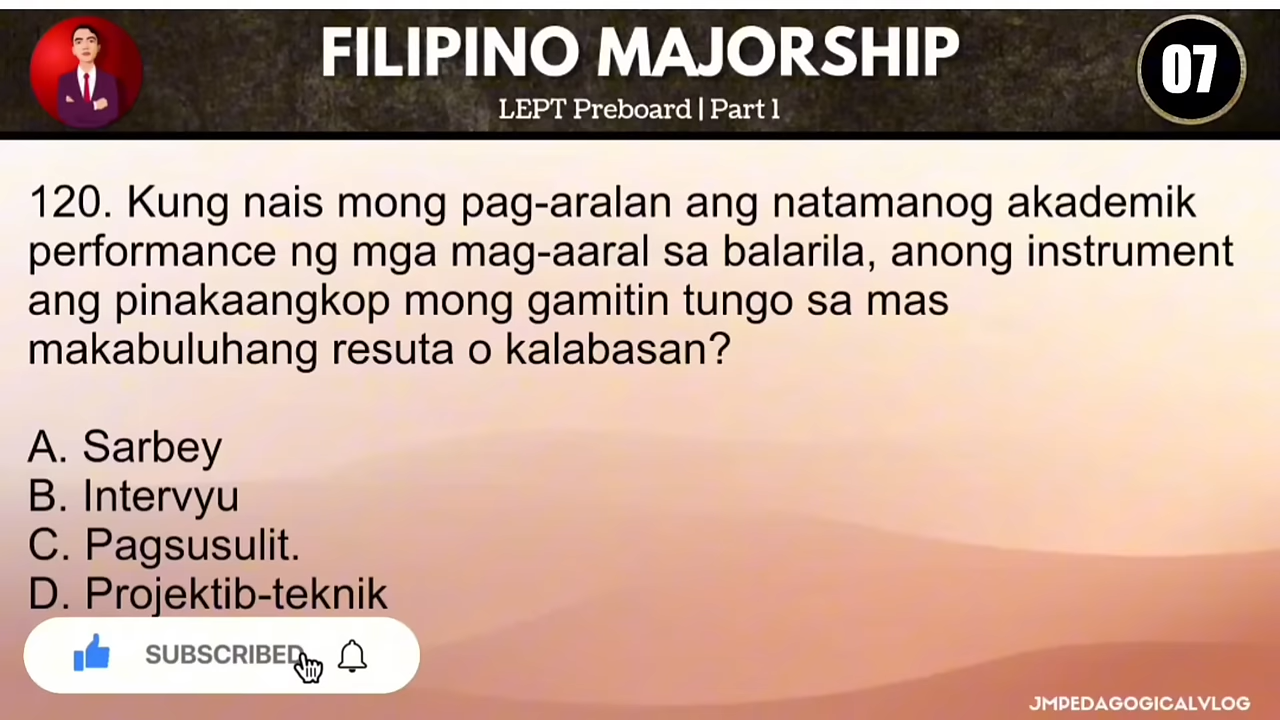 FILIPINO MAJORSHIP
LEPT Preboard | Part 1
07
120. Kung nais mong pag-aralan ang natamanog akademik
performance ng mga mag-aaral sa balarila, anong instrument
ang pinakaangkop mong gamitin tungo sa mas
makabuluhang resuta o kalabasan?
A. Sarbey
B. Intervyu
C. Pagsusulit.
D. Projektib-teknik
SUBSCRIBED
JMPEDAGOGICALVLOG